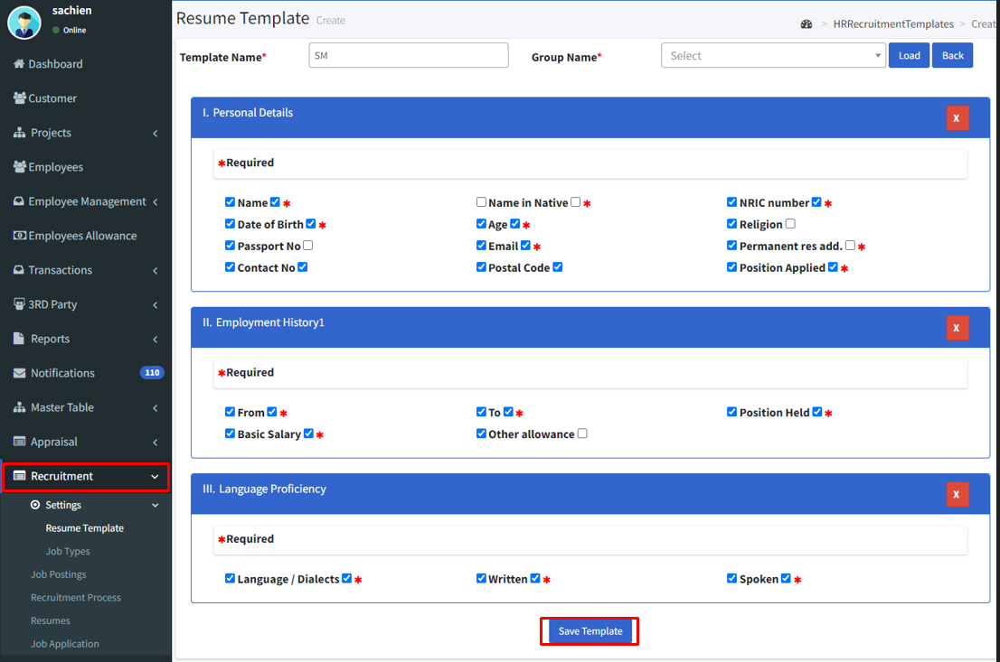 sachien
Online
Dashboard
Customer
Projects
Employees
Employee Management
Employees Allowance
Transactions
3RD Party
Reports
Notifications 110
Master Table
Appraisal
Recruitment
Settings
Resume Template
Job Types
Job Postings
Recruitment Process
Resumes
Job Application
Resume Template Create
> HRRecruitmentTemplates > Creat
Template Name* SM Group Name* Select Load Back
I. Personal Details X
*Required
Name * Name in Native * NRIC number *
Date of Birth * Age * Religion
Passport No Email * Permanent res add. *
Contact No Postal Code Position Applied *
II. Employment History1 X
*Required
From * To * Position Held *
Basic Salary * Other allowance
III. Language Proficiency X
*Required
Language / Dialects * Written * Spoken *
Save Template